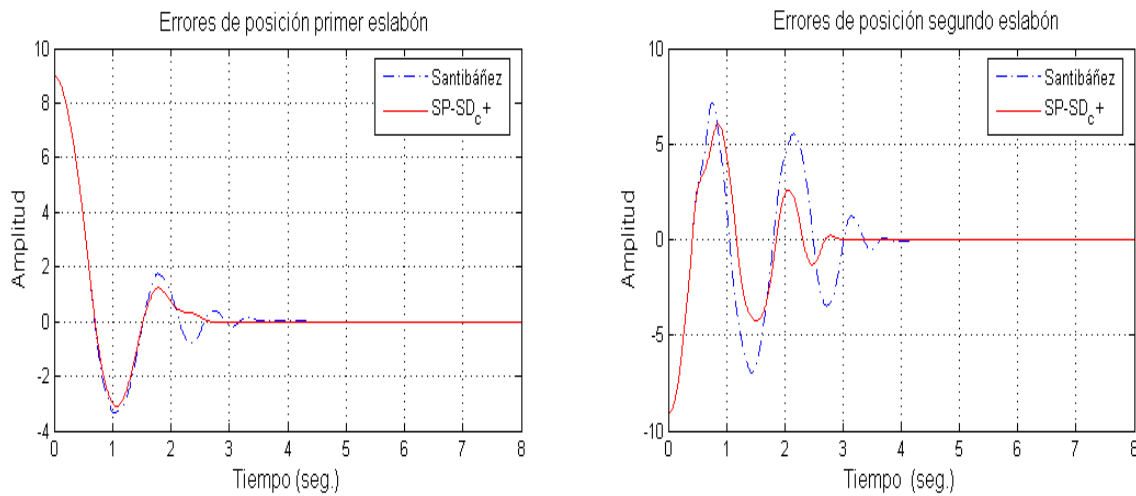 Errores de posición primer eslabón
Amplitud
10
8
6
4
2
0
-2
-4
0 1 2 3 4 5 6 7 8
Tiempo (seg.)
Santibáñez
SP-SD_c+
Errores de posición segundo eslabón
Amplitud
10
5
0
-5
-10
0 1 2 3 4 5 6 7 8
Tiempo (seg.)
Santibáñez
SP-SD_c+